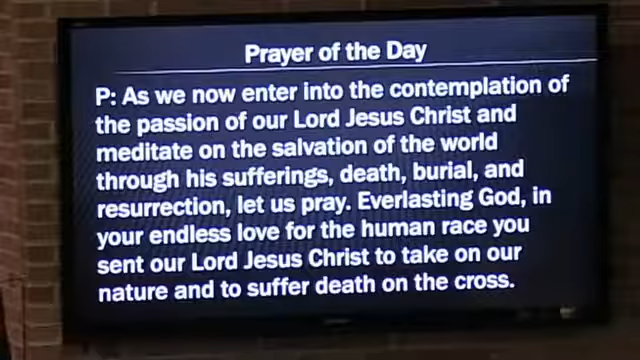 Prayer of the Day
P: As we now enter into the contemplation of
the passion of our Lord Jesus Christ and
meditate on the salvation of the world
through his sufferings, death, burial, and
resurrection, let us pray. Everlasting God, in
your endless love for the human race you
sent our Lord Jesus Christ to take on our
nature and to suffer death on the cross.